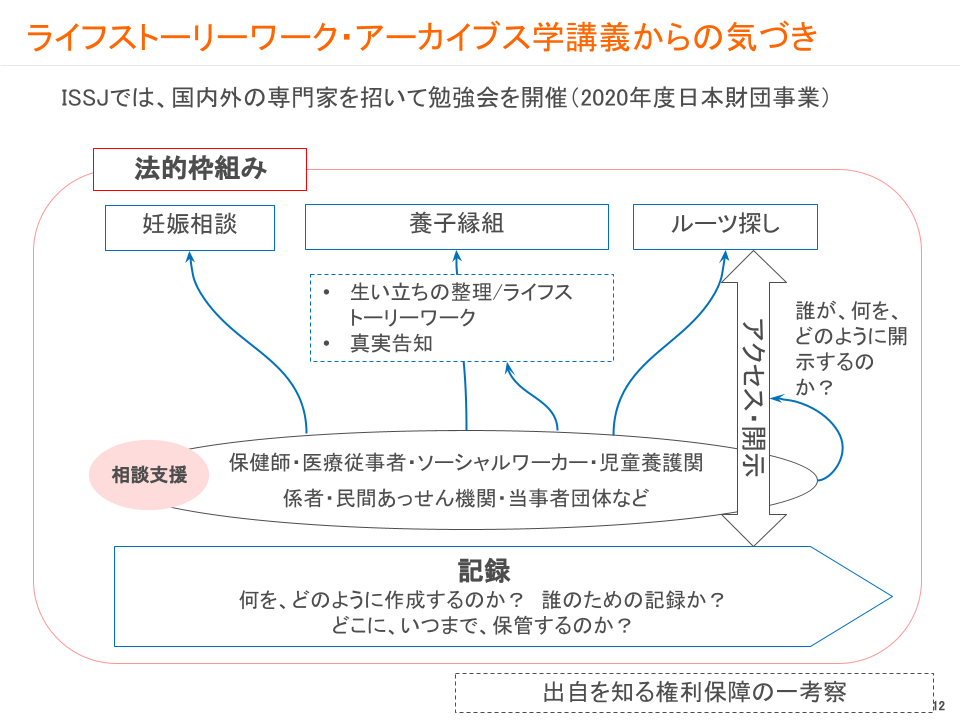 ライフストーリーワーク・アーカイブス学講義からの気づき
ISSJでは、国内外の専門家を招いて勉強会を開催（2020年度日本財団事業）
法的枠組み
妊娠相談
養子縁組
ルーツ探し
• 生い立ちの整理/ライフス
トーリーワーク
• 真実告知
誰が、何を、
どのように開
示するの
か？
アクセス・開示
保健師・医療従事者・ソーシャルワーカー・児童養護関
係者・民間あっせん機関・当事者団体など
相談支援
記録
何を、どのように作成するのか？　誰のための記録か？
どこに、いつまで、保管するのか？
出自を知る権利保障の一考察
12